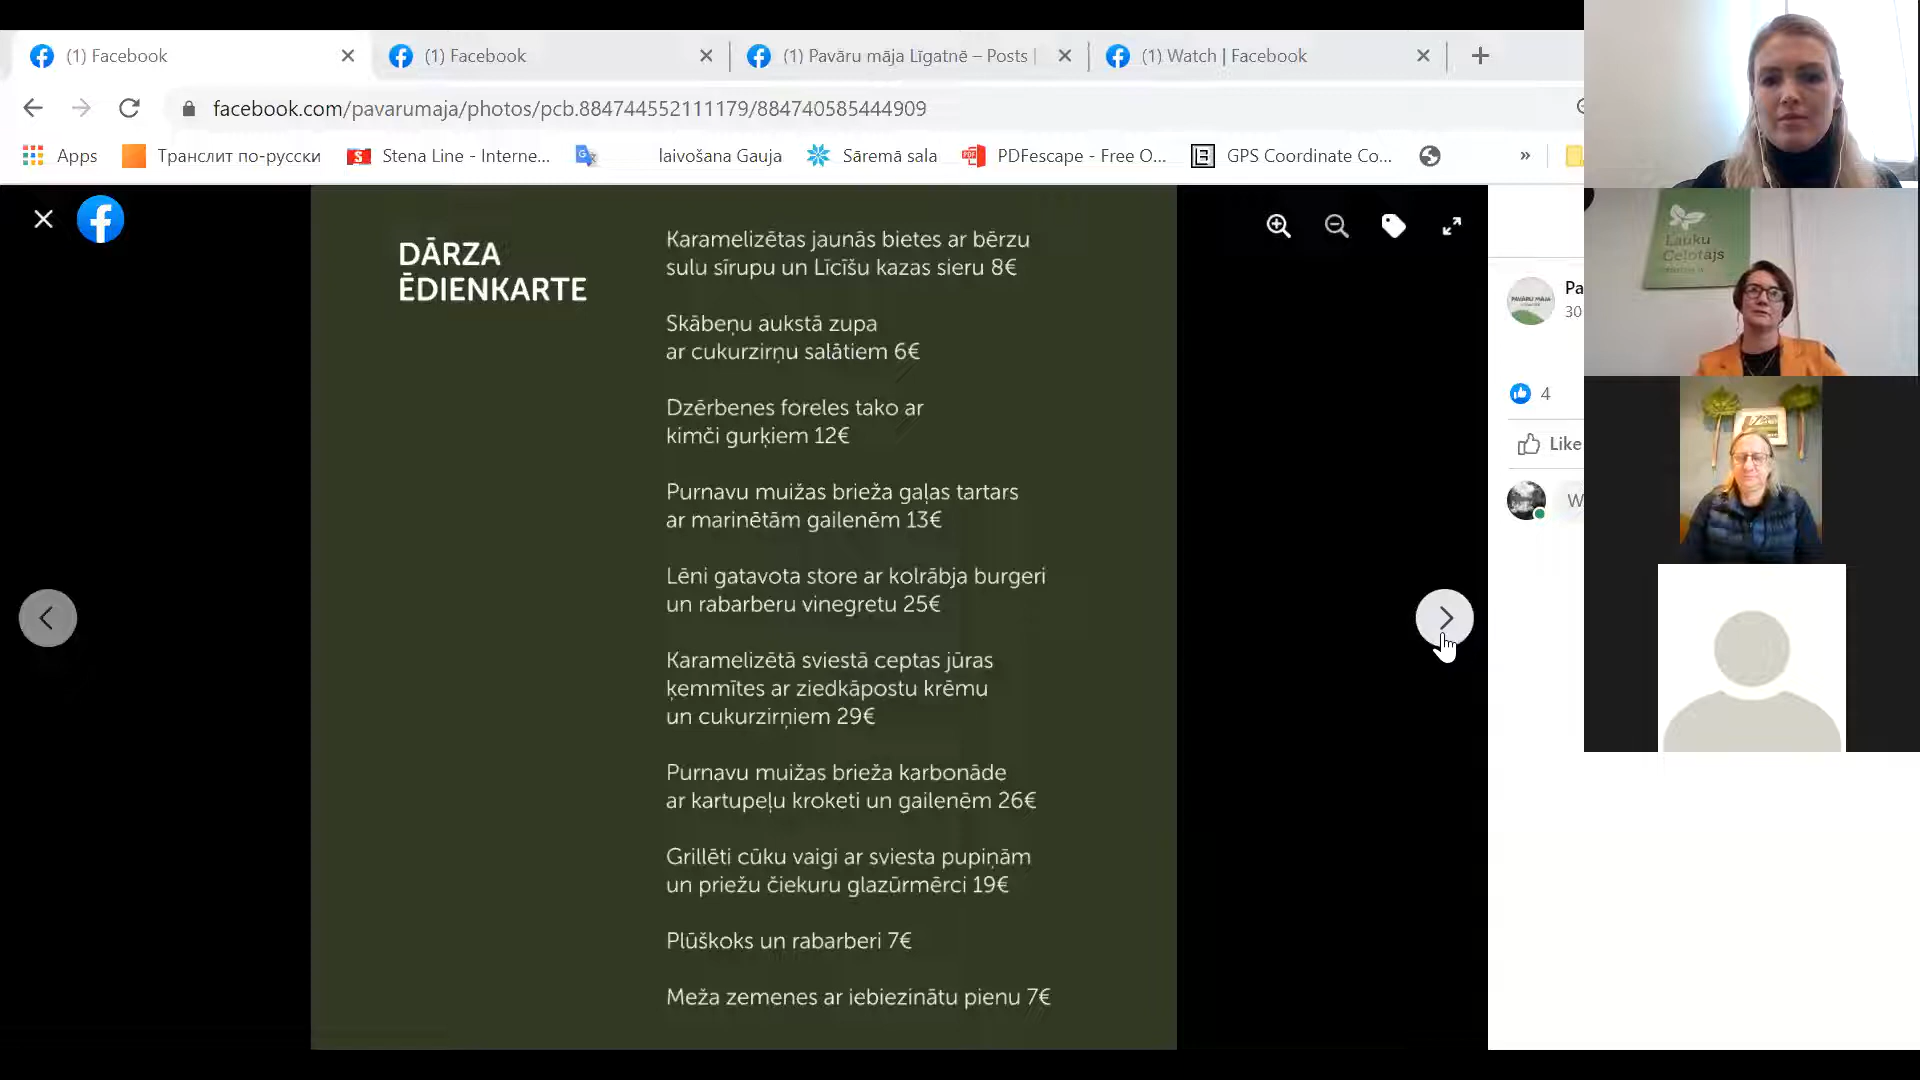 (1) Facebook
(1) Facebook
(1) Pavāru māja Līgatnē – Posts |
(1) Watch | Facebook
facebook.com/pavarumaja/photos/pcb.884744552111179/884740585444909
Apps
Транслит по-русски
Stena Line - Interne...
laivošana Gauja
Sāremā sala
PDFescape - Free O...
GPS Coordinate Co...
»
DĀRZA
ĒDIENKARTE
Karamelizētas jaunās bietes ar bērzu
sulu sīrupu un Līcīšu kazas sieru 8€
Skābeņu aukstā zupa
ar cukurzirņu salātiem 6€
Dzērbenes foreles tako ar
kimči gurķiem 12€
Purnavu muižas brieža gaļas tartars
ar marinētām gailenēm 13€
Lēni gatavota store ar kolrābja burgeri
un rabarberu vinegretu 25€
Karamelizētā sviestā ceptas jūras
ķemmītes ar ziedkāpostu krēmu
un cukurzirņiem 29€
Purnavu muižas brieža karbonāde
ar kartupeļu kroketi un gailenēm 26€
Grillēti cūku vaigi ar sviesta pupiņām
un priežu čiekuru glazūrmērci 19€
Plūškoks un rabarberi 7€
Meža zemenes ar iebiezinātu pienu 7€
PAVĀRU MĀJA
Pa
30
4
Like
W
Lauku
Ceļotājs